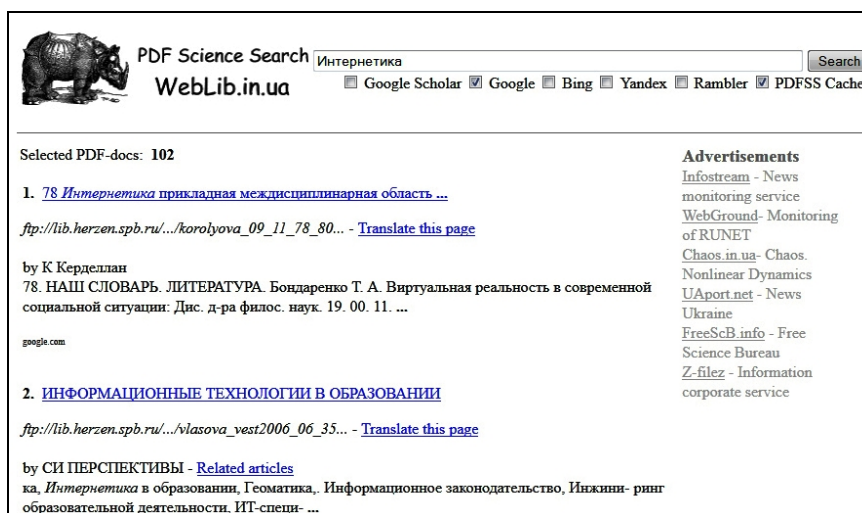 PDF Science Search
WebLib.in.ua
Интернетика
Search
Google Scholar Google Bing Yandex Rambler PDFSS Cache
Selected PDF-docs: 102
1. 78 Интернетика прикладная междисциплинарная область ...
ftp://lib.herzen.spb.ru/.../korolyova_09_11_78_80... - Translate this page
by К Керделлан
78. НАШ СЛОВАРЬ. ЛИТЕРАТУРА. Бондаренко Т. А. Виртуальная реальность в современной
социальной ситуации: Дис. д-ра филос. наук. 19. 00. 11. ...
google.com
2. ИНФОРМАЦИОННЫЕ ТЕХНОЛОГИИ В ОБРАЗОВАНИИ
ftp://lib.herzen.spb.ru/.../vlasova_vest2006_06_35... - Translate this page
by СИ ПЕРСПЕКТИВЫ - Related articles
ка, Интернетика в образовании, Геоматика,. Информационное законодательство, Инжини- ринг
образовательной деятельности, ИТ-специ- ...
Advertisements
Infostream - News
monitoring service
WebGround- Monitoring
of RUNET
Chaos.in.ua- Chaos.
Nonlinear Dynamics
UAport.net - News
Ukraine
FreeScB.info - Free
Science Bureau
Z-filez - Information
corporate service